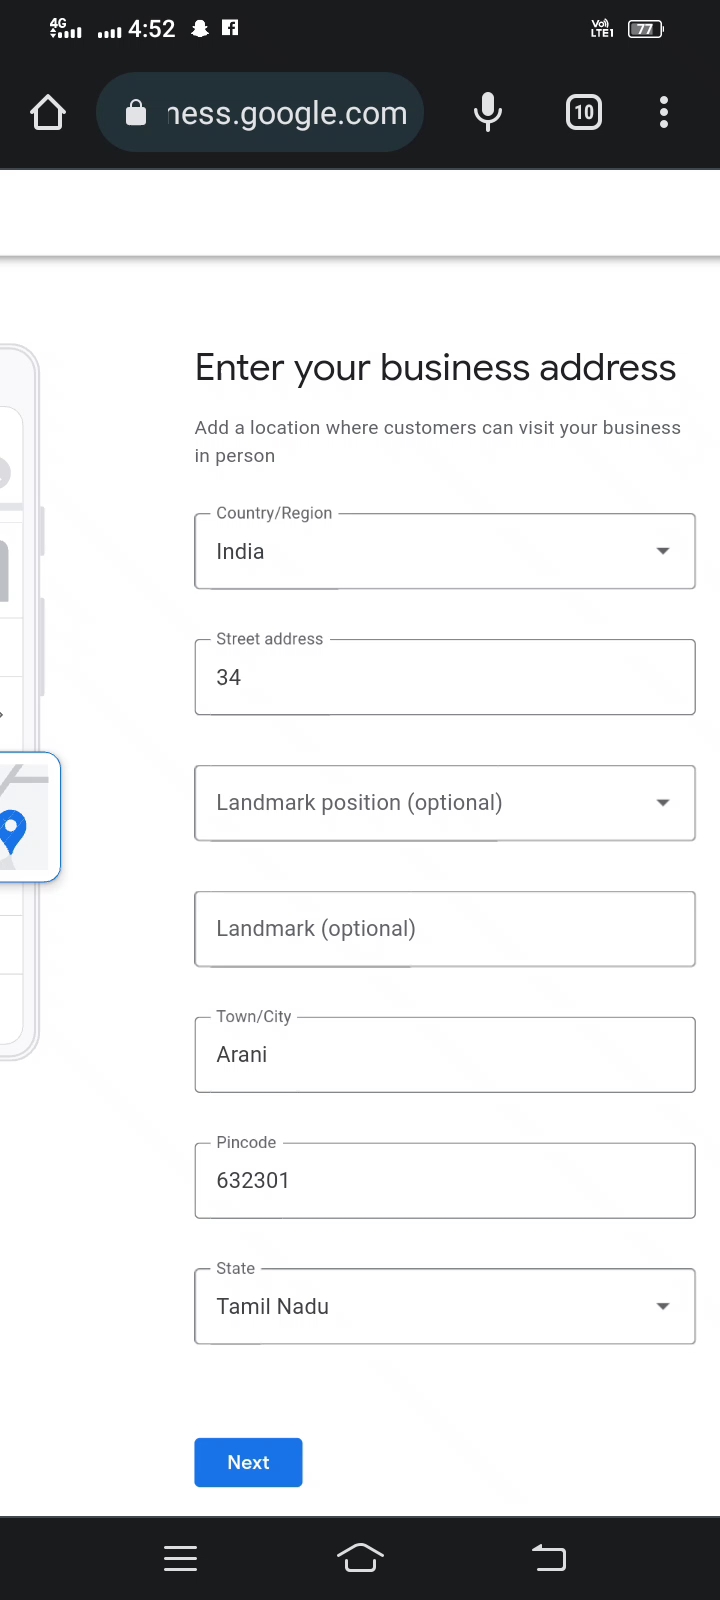 4G 4:52 Vo) LTE1 77
ness.google.com 10
Enter your business address
Add a location where customers can visit your business
in person
Country/Region
India
Street address
34
Landmark position (optional)
Landmark (optional)
Town/City
Arani
Pincode
632301
State
Tamil Nadu
Next